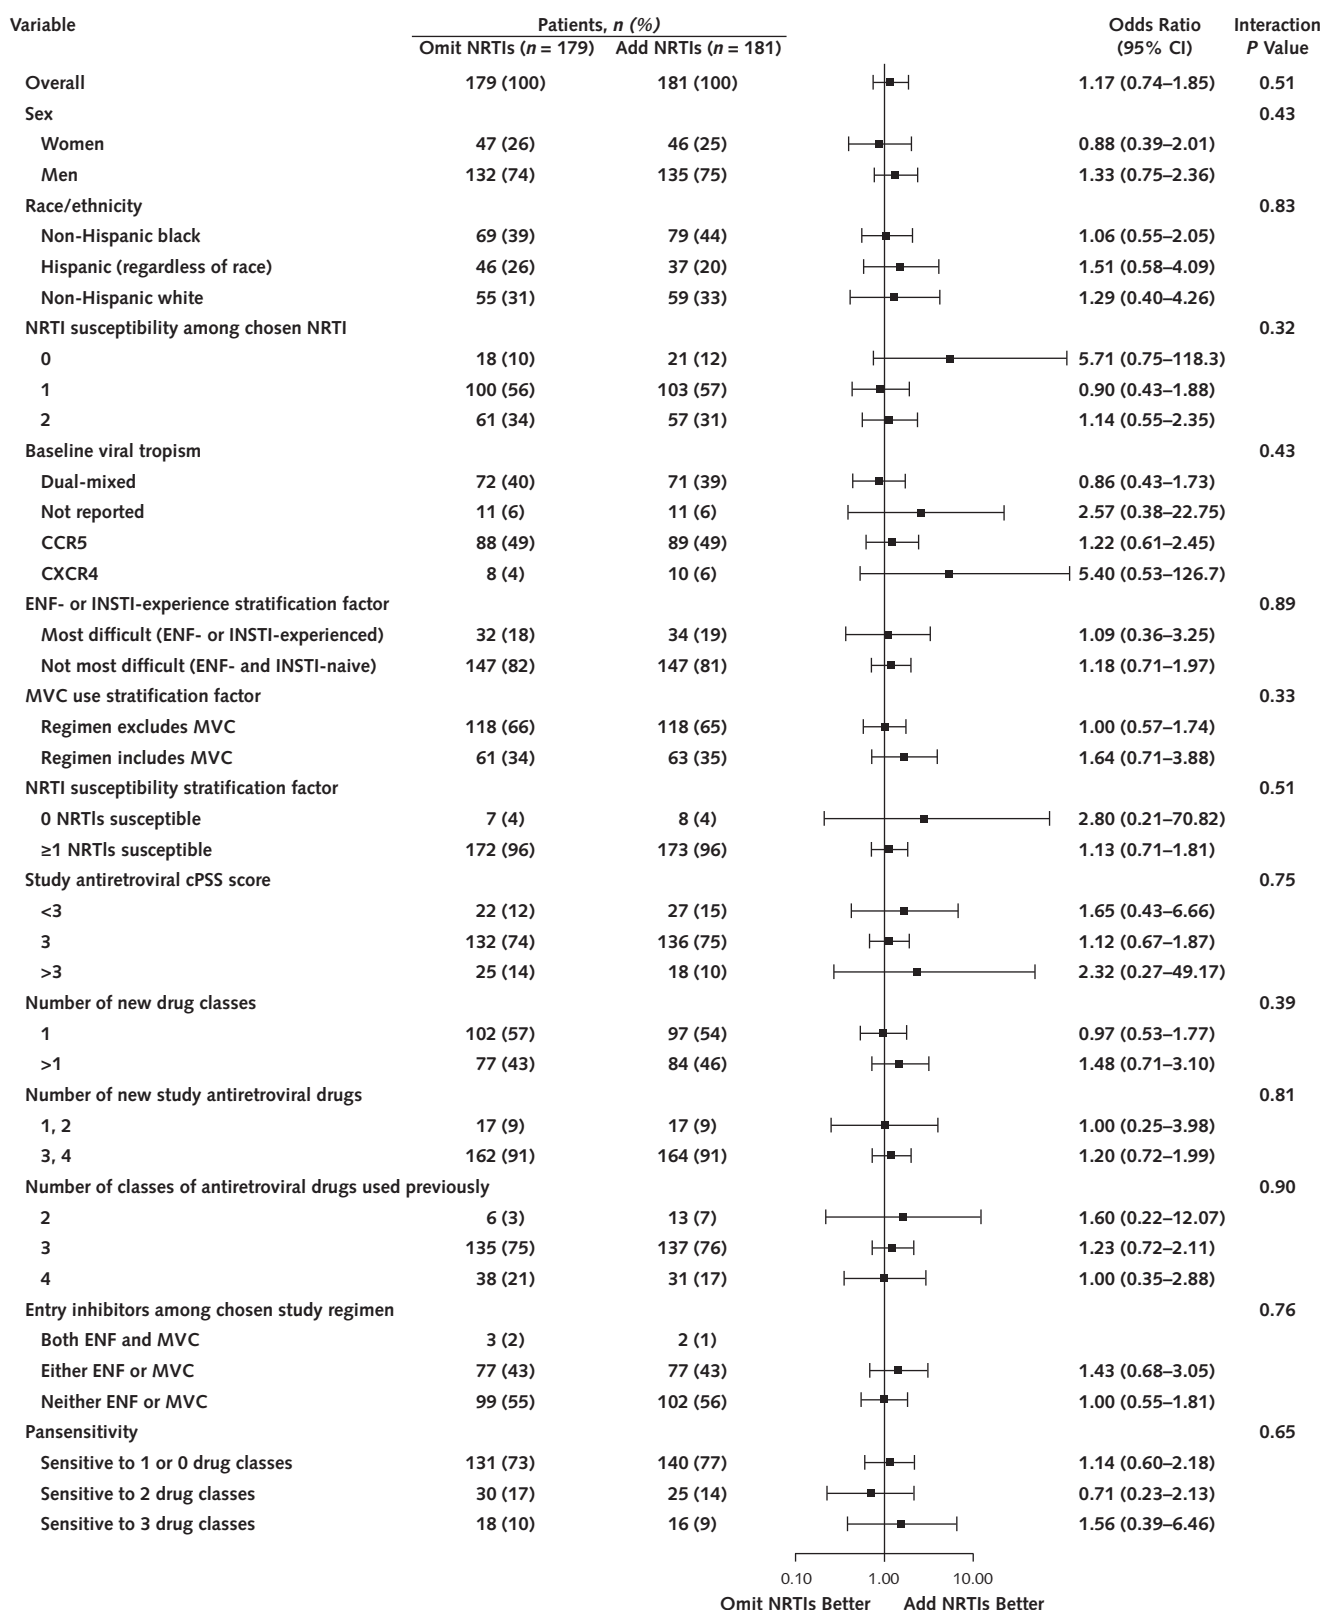 Variable Patients, n (%) Odds Ratio Interaction
Omit NRTIs (n = 179) Add NRTIs (n = 181) (95% CI) P Value
Overall 179 (100) 181 (100) 1.17 (0.74–1.85) 0.51
Sex 0.43
Women 47 (26) 46 (25) 0.88 (0.39–2.01)
Men 132 (74) 135 (75) 1.33 (0.75–2.36)
Race/ethnicity 0.83
Non-Hispanic black 69 (39) 79 (44) 1.06 (0.55–2.05)
Hispanic (regardless of race) 46 (26) 37 (20) 1.51 (0.58–4.09)
Non-Hispanic white 55 (31) 59 (33) 1.29 (0.40–4.26)
NRTI susceptibility among chosen NRTI 0.32
0 18 (10) 21 (12) 5.71 (0.75–118.3)
1 100 (56) 103 (57) 0.90 (0.43–1.88)
2 61 (34) 57 (31) 1.14 (0.55–2.35)
Baseline viral tropism 0.43
Dual-mixed 72 (40) 71 (39) 0.86 (0.43–1.73)
Not reported 11 (6) 11 (6) 2.57 (0.38–22.75)
CCR5 88 (49) 89 (49) 1.22 (0.61–2.45)
CXCR4 8 (4) 10 (6) 5.40 (0.53–126.7)
ENF- or INSTI-experience stratification factor 0.89
Most difficult (ENF- or INSTI-experienced) 32 (18) 34 (19) 1.09 (0.36–3.25)
Not most difficult (ENF- and INSTI-naive) 147 (82) 147 (81) 1.18 (0.71–1.97)
MVC use stratification factor 0.33
Regimen excludes MVC 118 (66) 118 (65) 1.00 (0.57–1.74)
Regimen includes MVC 61 (34) 63 (35) 1.64 (0.71–3.88)
NRTI susceptibility stratification factor 0.51
0 NRTIs susceptible 7 (4) 8 (4) 2.80 (0.21–70.82)
≥1 NRTIs susceptible 172 (96) 173 (96) 1.13 (0.71–1.81)
Study antiretroviral cPSS score 0.75
<3 22 (12) 27 (15) 1.65 (0.43–6.66)
3 132 (74) 136 (75) 1.12 (0.67–1.87)
>3 25 (14) 18 (10) 2.32 (0.27–49.17)
Number of new drug classes 0.39
1 102 (57) 97 (54) 0.97 (0.53–1.77)
>1 77 (43) 84 (46) 1.48 (0.71–3.10)
Number of new study antiretroviral drugs 0.81
1, 2 17 (9) 17 (9) 1.00 (0.25–3.98)
3, 4 162 (91) 164 (91) 1.20 (0.72–1.99)
Number of classes of antiretroviral drugs used previously 0.90
2 6 (3) 13 (7) 1.60 (0.22–12.07)
3 135 (75) 137 (76) 1.23 (0.72–2.11)
4 38 (21) 31 (17) 1.00 (0.35–2.88)
Entry inhibitors among chosen study regimen 0.76
Both ENF and MVC 3 (2) 2 (1)
Either ENF or MVC 77 (43) 77 (43) 1.43 (0.68–3.05)
Neither ENF or MVC 99 (55) 102 (56) 1.00 (0.55–1.81)
Pansensitivity 0.65
Sensitive to 1 or 0 drug classes 131 (73) 140 (77) 1.14 (0.60–2.18)
Sensitive to 2 drug classes 30 (17) 25 (14) 0.71 (0.23–2.13)
Sensitive to 3 drug classes 18 (10) 16 (9) 1.56 (0.39–6.46)
0.10 1.00 10.00
Omit NRTIs Better Add NRTIs Better